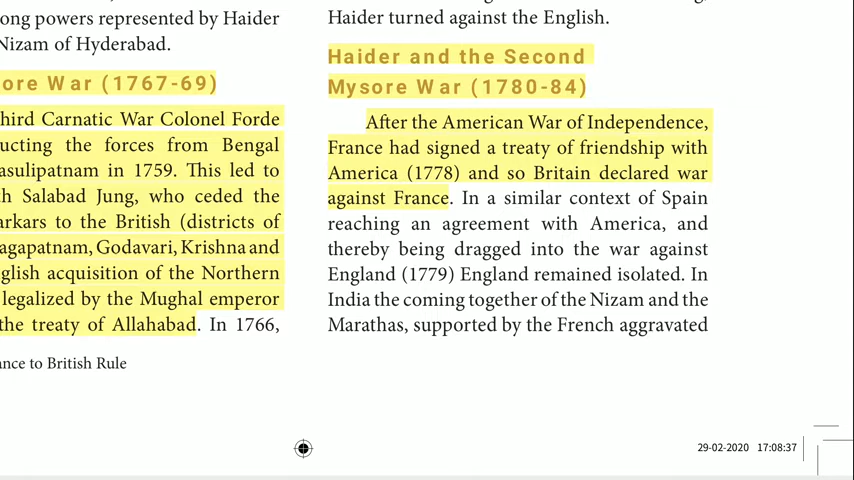 ong powers represented by Haider
Nizam of Hyderabad.
ore War (1767-69)
hird Carnatic War Colonel Forde
ucting the forces from Bengal
asulipatnam in 1759. This led to
th Salabad Jung, who ceded the
arkars to the British (districts of
agapatnam, Godavari, Krishna and
glish acquisition of the Northern
legalized by the Mughal emperor
the treaty of Allahabad. In 1766,
ance to British Rule
Haider turned against the English.
Haider and the Second
Mysore War (1780-84)
After the American War of Independence,
France had signed a treaty of friendship with
America (1778) and so Britain declared war
against France. In a similar context of Spain
reaching an agreement with America, and
thereby being dragged into the war against
England (1779) England remained isolated. In
India the coming together of the Nizam and the
Marathas, supported by the French aggravated
29-02-2020 17:08:37